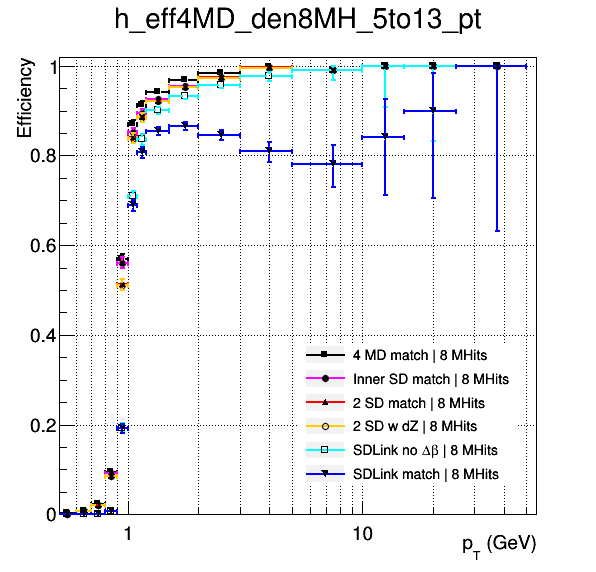 h_eff4MD_den8MH_5to13_pt
Efficiency
1
0.8
0.6
0.4
0.2
0
4 MD match | 8 MHits
Inner SD match | 8 MHits
2 SD match | 8 MHits
2 SD w dZ | 8 MHits
SDLink no Δβ | 8 MHits
SDLink match | 8 MHits
1
10
p_T (GeV)